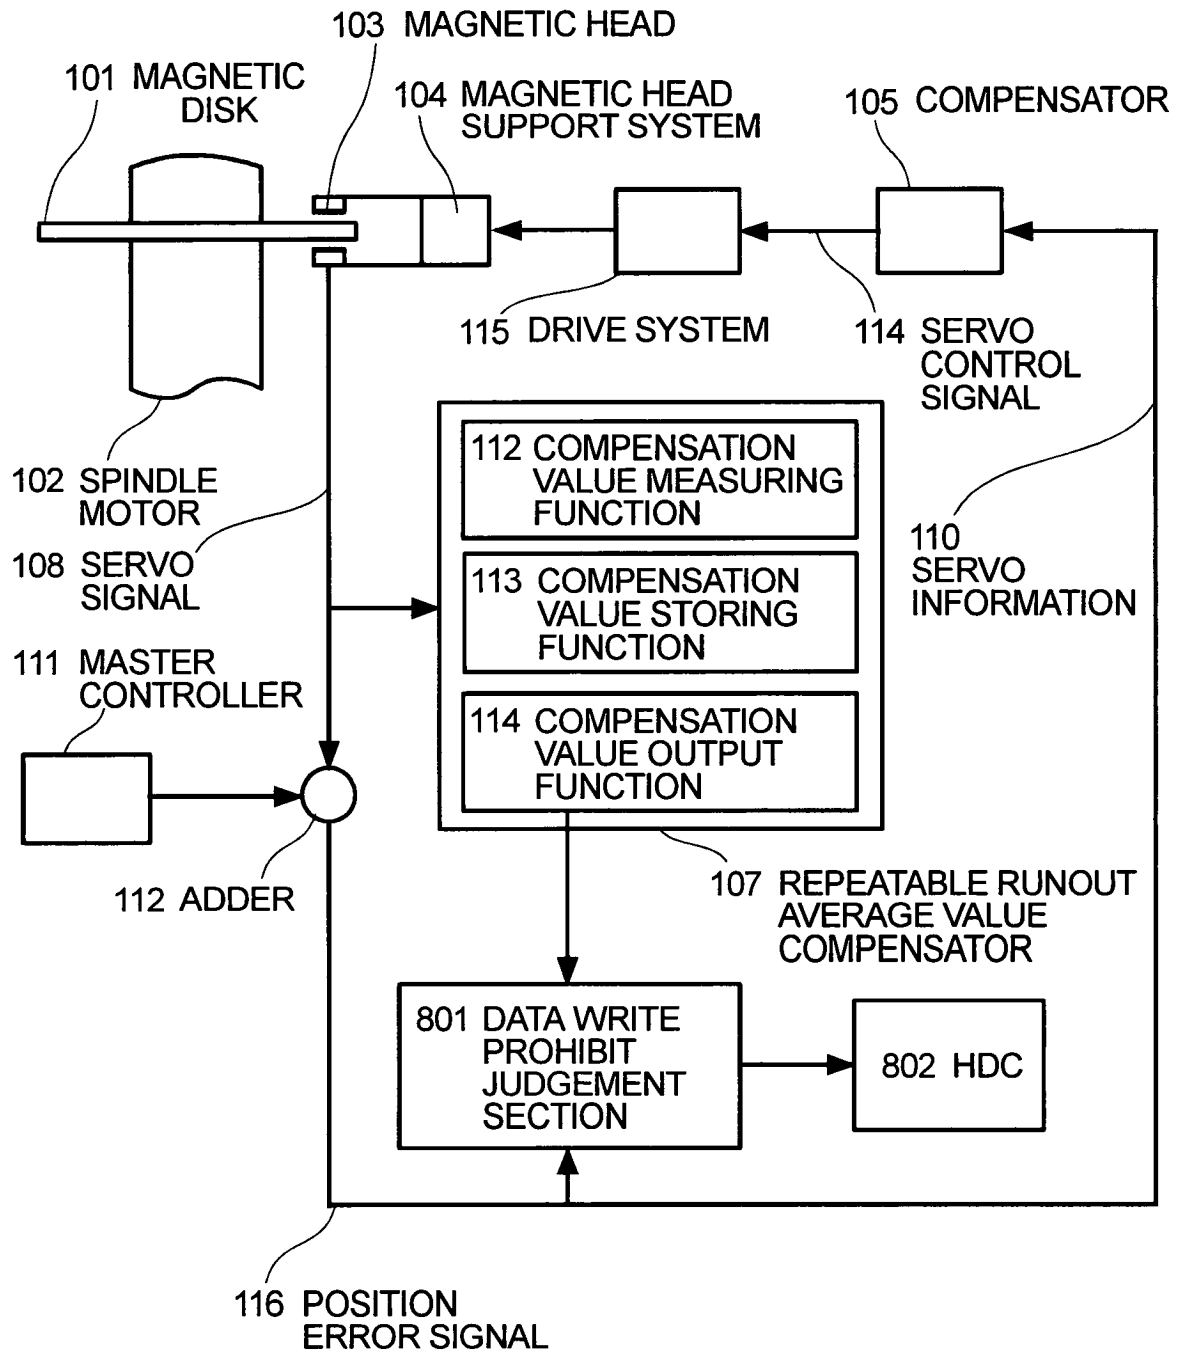 103 MAGNETIC HEAD
101 MAGNETIC
DISK
104 MAGNETIC HEAD
SUPPORT SYSTEM
105 COMPENSATOR
115 DRIVE SYSTEM
114 SERVO
CONTROL
SIGNAL
102 SPINDLE
MOTOR
112 COMPENSATION
VALUE MEASURING
FUNCTION
110
SERVO
INFORMATION
108 SERVO
SIGNAL
113 COMPENSATION
VALUE STORING
FUNCTION
111 MASTER
CONTROLLER
114 COMPENSATION
VALUE OUTPUT
FUNCTION
112 ADDER
107 REPEATABLE RUNOUT
AVERAGE VALUE
COMPENSATOR
801 DATA WRITE
PROHIBIT
JUDGEMENT
SECTION
802 HDC
116 POSITION
ERROR SIGNAL